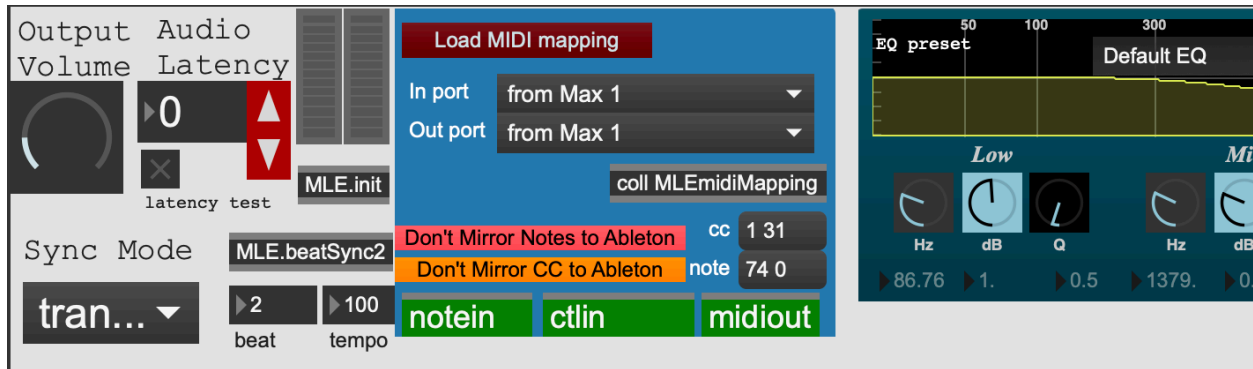 Output
Volume
Audio
Latency
0
latency test
MLE.init
Sync Mode
MLE.beatSync2
tran...
2
100
beat
tempo
Load MIDI mapping
In port
from Max 1
Out port
from Max 1
coll MLEmidiMapping
Don't Mirror Notes to Ableton
cc
1 31
Don't Mirror CC to Ableton
note
74 0
notein
ctlin
midiout
50
100
300
EQ preset
Default EQ
Low
Mi
Hz
dB
Q
Hz
dB
86.76
1.
0.5
1379.
0.